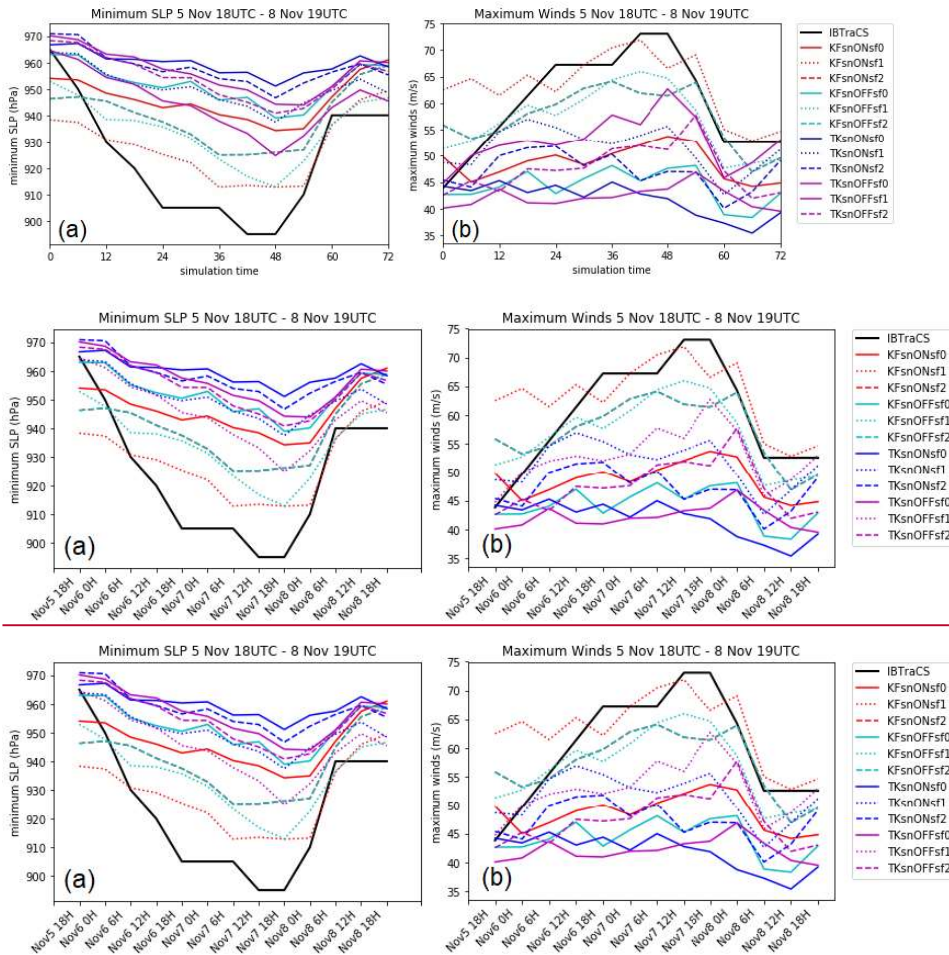 Minimum SLP 5 Nov 18UTC - 8 Nov 19UTC
Maximum Winds 5 Nov 18UTC - 8 Nov 19UTC
minimum SLP (hPa)
970
960
950
940
930
920
910
900
(a)
0 12 24 36 48 60 72
simulation time
maximum winds (m/s)
75
70
65
60
55
50
45
40
35
(b)
0 12 24 36 48 60 72
simulation time
IBTraCS
KFsnONsf0
KFsnONsf1
KFsnONsf2
KFsnOFFsf0
KFsnOFFsf1
KFsnOFFsf2
TKsnONsf0
TKsnONsf1
TKsnONsf2
TKsnOFFsf0
TKsnOFFsf1
TKsnOFFsf2
Minimum SLP 5 Nov 18UTC - 8 Nov 19UTC
Maximum Winds 5 Nov 18UTC - 8 Nov 19UTC
minimum SLP (hPa)
970
960
950
940
930
920
910
900
(a)
Nov5 18H
Nov6 0H
Nov6 6H
Nov6 12H
Nov6 18H
Nov7 0H
Nov7 6H
Nov7 12H
Nov7 18H
Nov8 0H
Nov8 6H
Nov8 12H
Nov8 18H
maximum winds (m/s)
75
70
65
60
55
50
45
40
35
(b)
Nov5 18H
Nov6 0H
Nov6 6H
Nov6 12H
Nov6 18H
Nov7 0H
Nov7 6H
Nov7 12H
Nov7 18H
Nov8 0H
Nov8 6H
Nov8 12H
Nov8 18H
IBTraCS
KFsnONsf0
KFsnONsf1
KFsnONsf2
KFsnOFFsf0
KFsnOFFsf1
KFsnOFFsf2
TKsnONsf0
TKsnONsf1
TKsnONsf2
TKsnOFFsf0
TKsnOFFsf1
TKsnOFFsf2
Minimum SLP 5 Nov 18UTC - 8 Nov 19UTC
Maximum Winds 5 Nov 18UTC - 8 Nov 19UTC
minimum SLP (hPa)
970
960
950
940
930
920
910
900
(a)
Nov5 18H
Nov6 0H
Nov6 6H
Nov6 12H
Nov6 18H
Nov7 0H
Nov7 6H
Nov7 12H
Nov7 18H
Nov8 0H
Nov8 6H
Nov8 12H
Nov8 18H
maximum winds (m/s)
75
70
65
60
55
50
45
40
35
(b)
Nov5 18H
Nov6 0H
Nov6 6H
Nov6 12H
Nov6 18H
Nov7 0H
Nov7 6H
Nov7 12H
Nov7 18H
Nov8 0H
Nov8 6H
Nov8 12H
Nov8 18H
IBTraCS
KFsnONsf0
KFsnONsf1
KFsnONsf2
KFsnOFFsf0
KFsnOFFsf1
KFsnOFFsf2
TKsnONsf0
TKsnONsf1
TKsnONsf2
TKsnOFFsf0
TKsnOFFsf1
TKsnOFFsf2